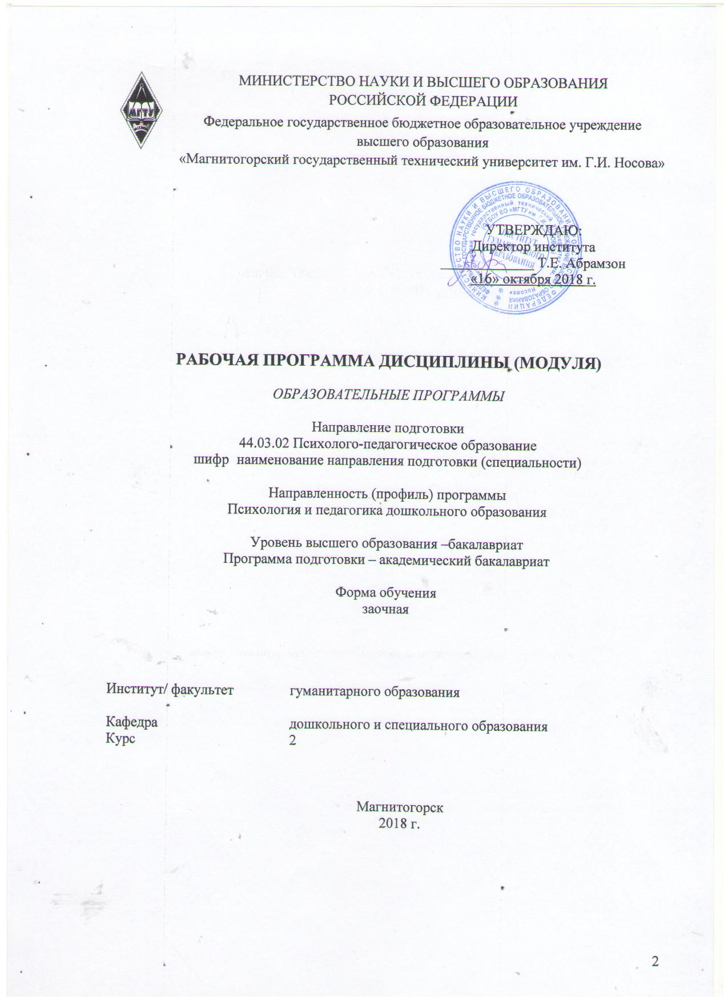 МГТУ
МИНИСТЕРСТВО НАУКИ И ВЫСШЕГО ОБРАЗОВАНИЯ
РОССИЙСКОЙ ФЕДЕРАЦИИ
Федеральное государственное бюджетное образовательное учреждение
высшего образования
«Магнитогорский государственный технический университет им. Г.И. Носова»
УТВЕРЖДАЮ:
Директор института
Т.Е. Абрамзон
«16» октября 2018 г.
ИНСТИТУТ
ГУМАНИТАРНОГО
ОБРАЗОВАНИЯ
РАБОЧАЯ ПРОГРАММА ДИСЦИПЛИНЫ (МОДУЛЯ)
ОБРАЗОВАТЕЛЬНЫЕ ПРОГРАММЫ
Направление подготовки
44.03.02 Психолого-педагогическое образование
шифр наименование направления подготовки (специальности)
Направленность (профиль) программы
Психология и педагогика дошкольного образования
Уровень высшего образования –бакалавриат
Программа подготовки – академический бакалавриат
Форма обучения
заочная
Институт/ факультет гуманитарного образования
Кафедра дошкольного и специального образования
Курс 2
Магнитогорск
2018 г.
2